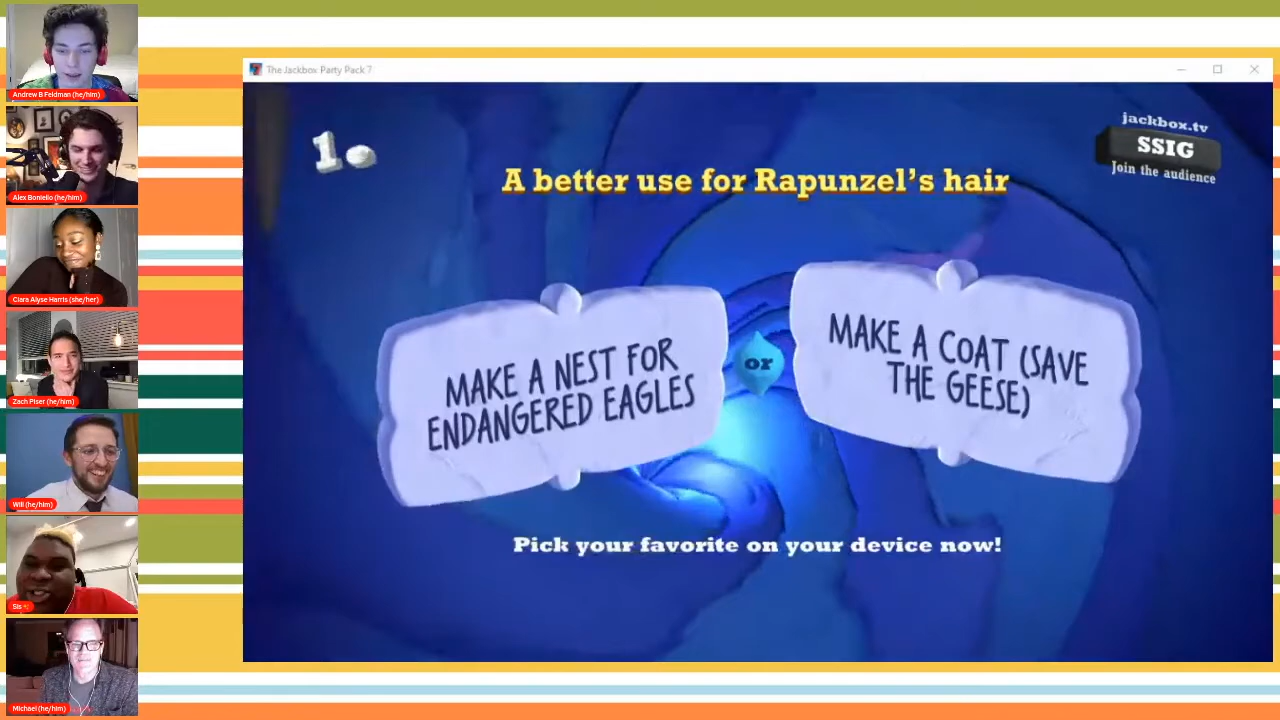 Andrew B Feldman (he/him)
Alex Boniello (he/him)
Ciara Alyse Harris (she/her)
Zach Piser (he/him)
Will (he/him)
Sis
Michael (he/him)
The Jackbox Party Pack 7
1
jackbox.tv
SSIG
Join the audience
A better use for Rapunzel's hair
MAKE A NEST FOR
ENDANGERED EAGLES
or
MAKE A COAT (SAVE
THE GEESE)
Pick your favorite on your device now!